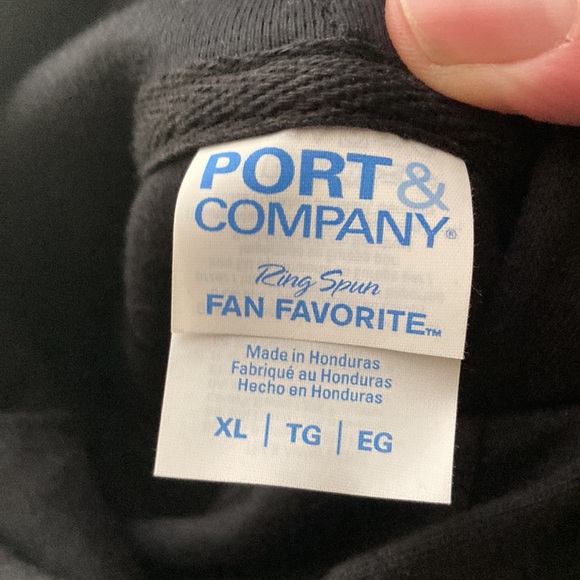 PORT &
COMPANY®
Ring Spun
FAN FAVORITE™
Made in Honduras
Fabriqué au Honduras
Hecho en Honduras
XL | TG | EG